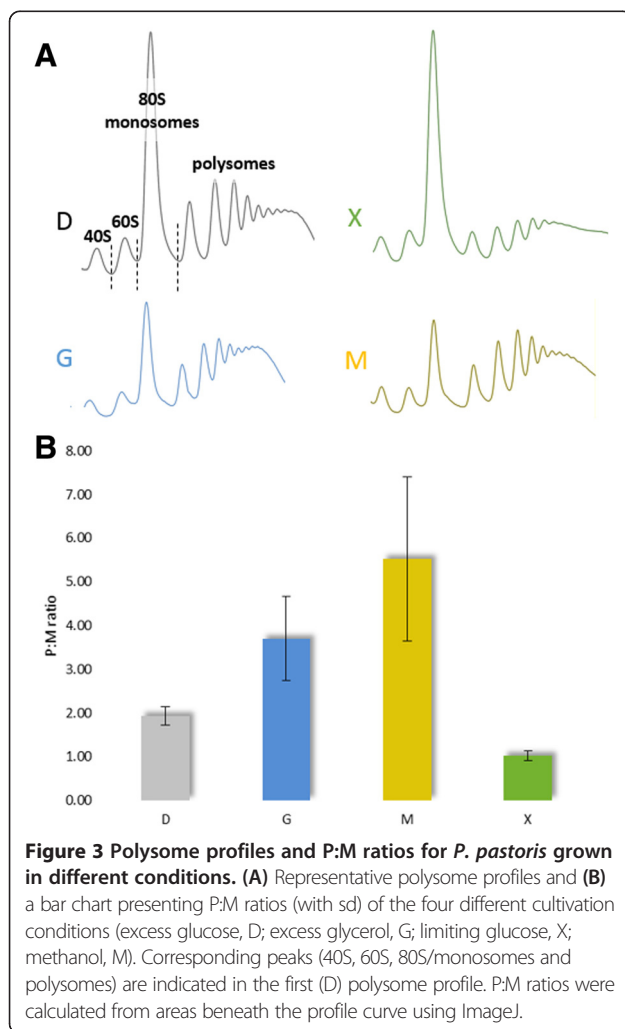 A
80S
monosomes
polysomes
D
40S
60S
X
G
M
B
8.00
7.00
6.00
5.00
4.00
3.00
2.00
1.00
0.00
P:M ratio
D
G
M
X
Figure 3 Polysome profiles and P:M ratios for P. pastoris grown
in different conditions. (A) Representative polysome profiles and (B)
a bar chart presenting P:M ratios (with sd) of the four different cultivation
conditions (excess glucose, D; excess glycerol, G; limiting glucose, X;
methanol, M). Corresponding peaks (40S, 60S, 80S/monosomes and
polysomes) are indicated in the first (D) polysome profile. P:M ratios were
calculated from areas beneath the profile curve using ImageJ.